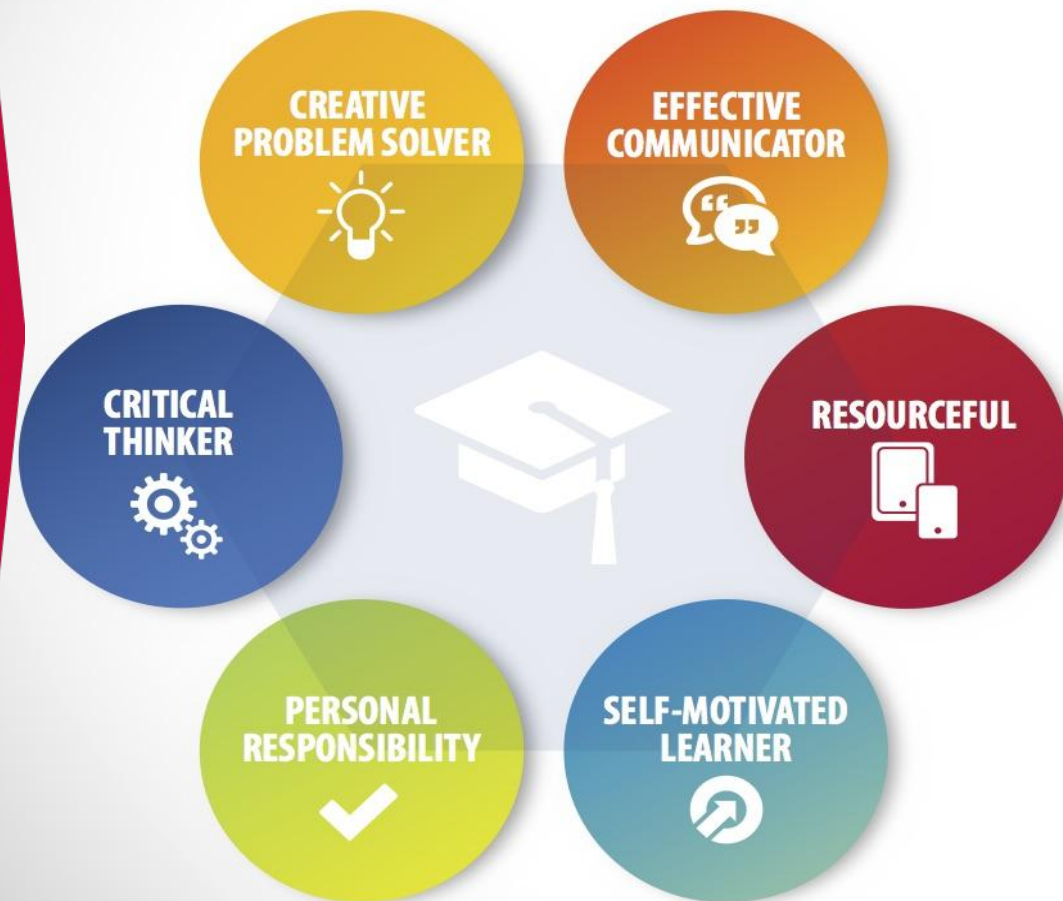 CREATIVE
PROBLEM SOLVER
EFFECTIVE
COMMUNICATOR
CRITICAL
THINKER
RESOURCEFUL
PERSONAL
RESPONSIBILITY
SELF-MOTIVATED
LEARNER